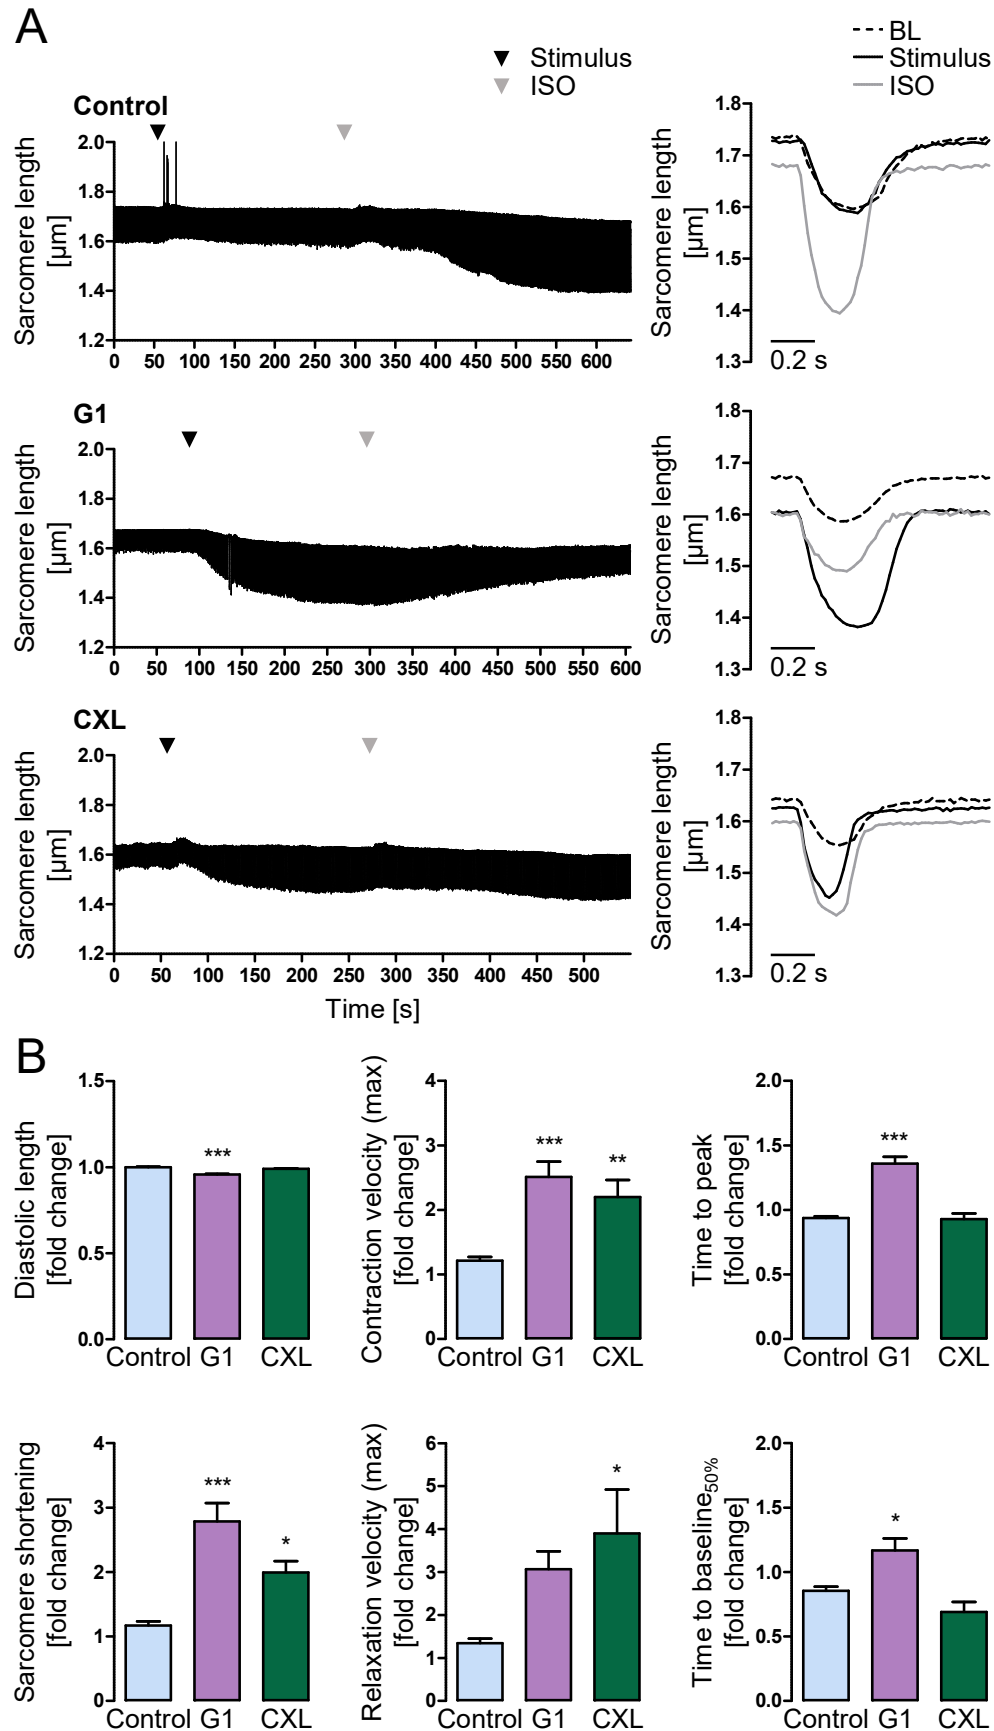 A
Stimulus
ISO
BL
Stimulus
ISO
Control
Sarcomere length
[µm]
2.0
1.8
1.6
1.4
1.2
0 50 100 150 200 250 300 350 400 450 500 550 600
Sarcomere length
[µm]
1.8
1.7
1.6
1.5
1.4
1.3
0.2 s
G1
Sarcomere length
[µm]
2.0
1.8
1.6
1.4
1.2
0 50 100 150 200 250 300 350 400 450 500 550 600
Sarcomere length
[µm]
1.8
1.7
1.6
1.5
1.4
1.3
0.2 s
CXL
Sarcomere length
[µm]
2.0
1.8
1.6
1.4
1.2
0 50 100 150 200 250 300 350 400 450 500
Time [s]
Sarcomere length
[µm]
1.8
1.7
1.6
1.5
1.4
1.3
0.2 s
B
Diastolic length
[fold change]
1.5
1.0
0.5
0.0
***
Control G1 CXL
Contraction velocity (max)
[fold change]
4
3
2
1
0
***
**
Control G1 CXL
Time to peak
[fold change]
2.0
1.5
1.0
0.5
0.0
***
Control G1 CXL
Sarcomere shortening
[fold change]
4
3
2
1
0
***
*
Control G1 CXL
Relaxation velocity (max)
[fold change]
6
5
4
3
2
1
0
*
Control G1 CXL
Time to baseline50%
[fold change]
2.0
1.5
1.0
0.5
0.0
*
Control G1 CXL